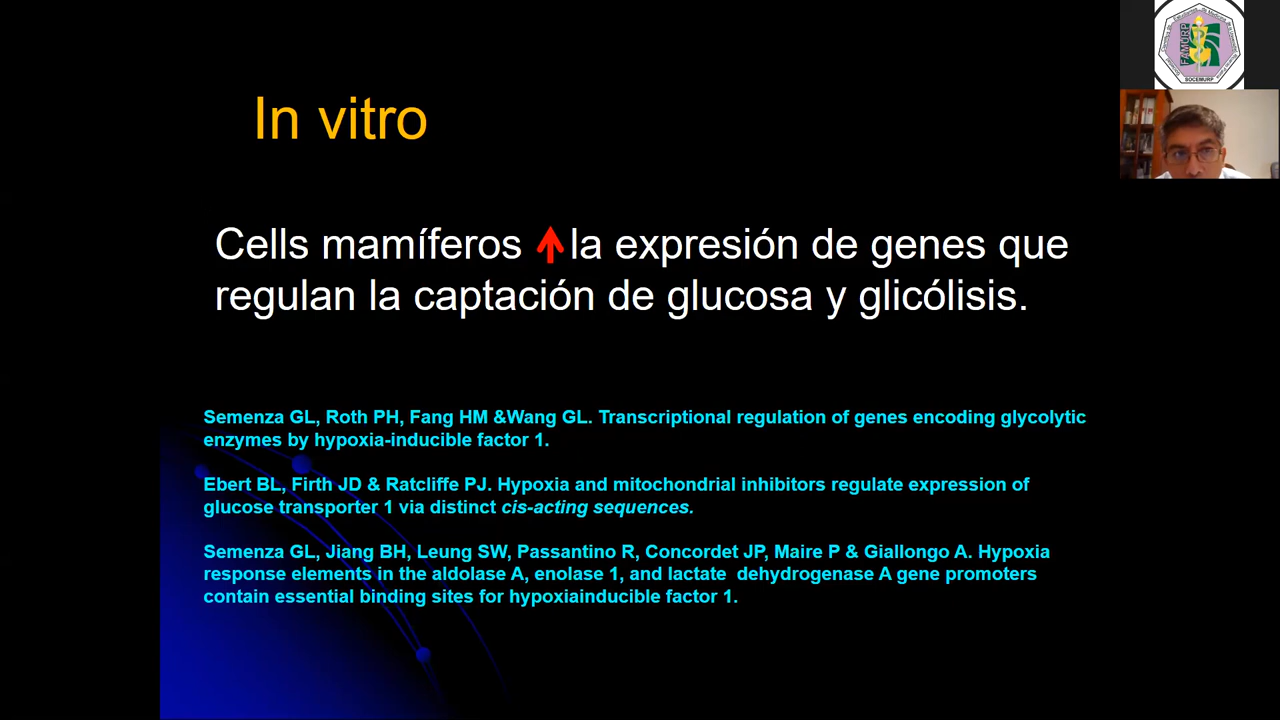 In vitro
Cells mamíferos la expresión de genes que
regulan la captación de glucosa y glicólisis.
Semenza GL, Roth PH, Fang HM &Wang GL. Transcriptional regulation of genes encoding glycolytic
enzymes by hypoxia-inducible factor 1.
Ebert BL, Firth JD & Ratcliffe PJ. Hypoxia and mitochondrial inhibitors regulate expression of
glucose transporter 1 via distinct cis-acting sequences.
Semenza GL, Jiang BH, Leung SW, Passantino R, Concordet JP, Maire P & Giallongo A. Hypoxia
response elements in the aldolase A, enolase 1, and lactate dehydrogenase A gene promoters
contain essential binding sites for hypoxiainducible factor 1.
FAMURP
SOCEMURP